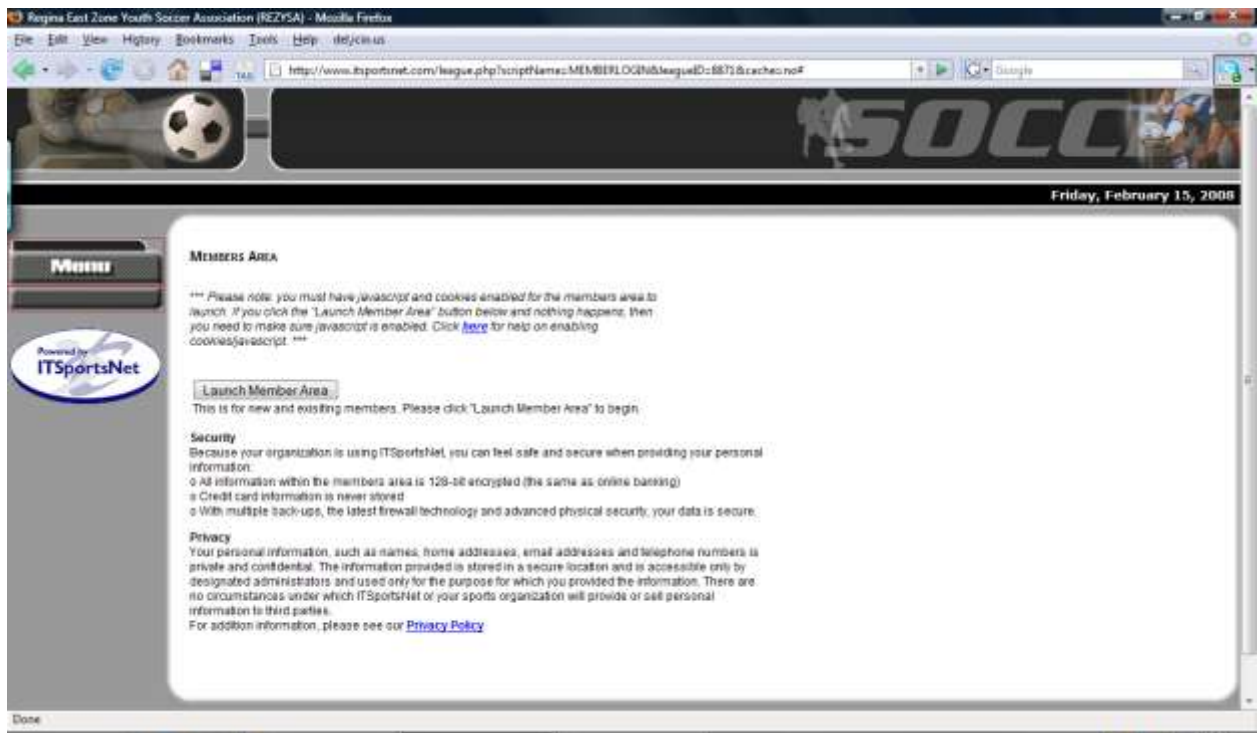 Regina East Zone Youth Soccer Association (REZYSA) - Mozilla Firefox
File Edit View History Bookmarks Tools Help del.icio.us
TAG http://www.itsportsnet.com/league.php?scriptName=MEMBERLOGIN&leagueID=8871&cache=no# Google
SOCC
Friday, February 15, 2008
Menu
MEMBERS AREA
*** Please note: you must have javascript and cookies enabled for the members area to
launch. If you click the "Launch Member Area" button below and nothing happens, then
you need to make sure javascript is enabled. Click here for help on enabling
cookies/javascript. ***
Powered by
ITSportsNet
Launch Member Area
This is for new and exisiting members. Please click "Launch Member Area" to begin.
Security
Because your organization is using ITSportsNet, you can feel safe and secure when providing your personal
information:
o All information within the members area is 128-bit encrypted (the same as online banking)
o Credit card information is never stored
o With multiple back-ups, the latest firewall technology and advanced physical security, your data is secure.
Privacy
Your personal information, such as names, home addresses, email addresses and telephone numbers is
private and confidential. The information provided is stored in a secure location and is accessible only by
designated administrators and used only for the purpose for which you provided the information. There are
no circumstances under which ITSportsNet or your sports organization will provide or sell personal
information to third parties.
For addition information, please see our Privacy Policy
Done